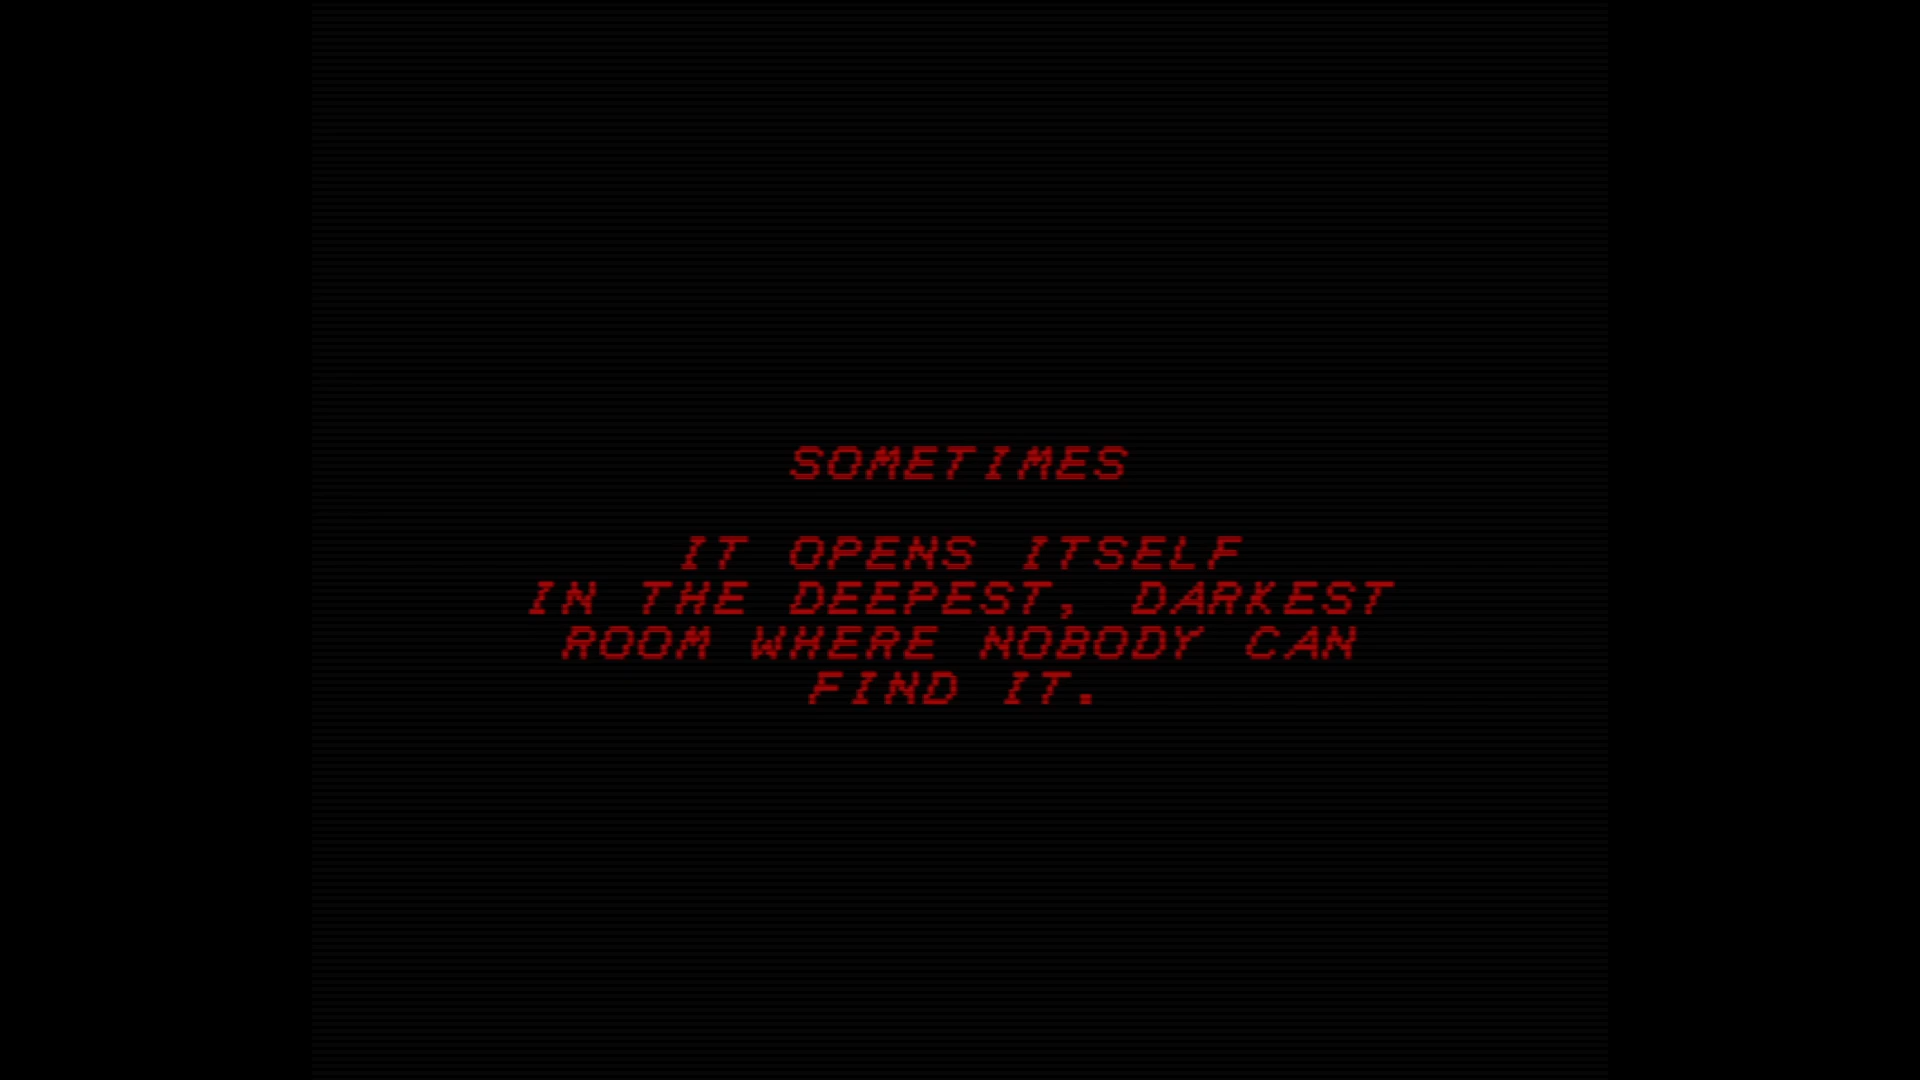 SOMETIMES
IT OPENS ITSELF
IN THE DEEPEST, DARKEST
ROOM WHERE NOBODY CAN
FIND IT.